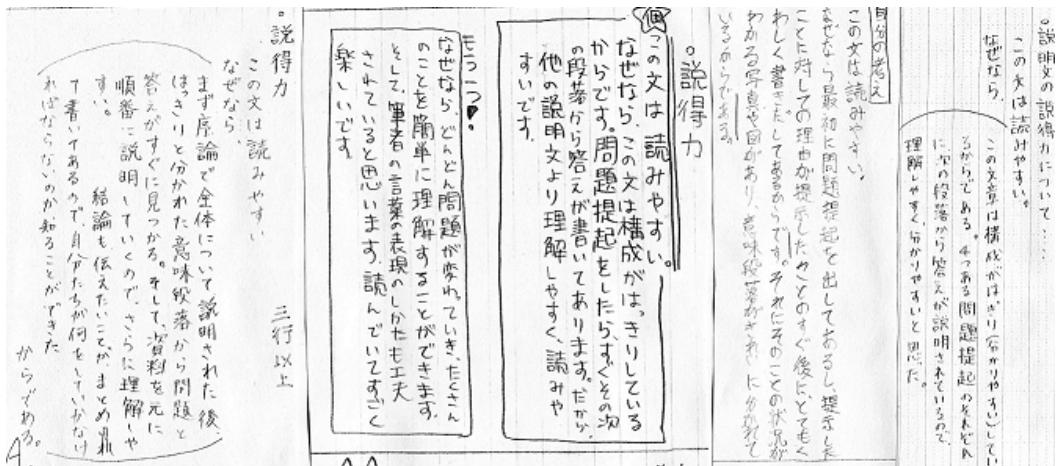 説明文の説得力について‥‥
この文は読みやすい。
なぜなら、
この文章は構成がはっきり(分かりやすい)してい
るからである。4つある問題提起のそれぞれ
に次の段落から答えが説明されているので、
理解しやすく、分かりやすいと思った。
自分の考え
この文は読みやすい。
なぜなら最初に問題提起を出してあるし、提示した
ことに対しての理由が提示したやことのすぐ後にとても
くわしく書きたしてあるからです。それにそのことの状況が
わかる写真や図があり、意味段落がきれいに分かれて
いるからである。
。説得力
個 この文は 読みやすい。
なぜなら、この文は構成がはっきりしている
からです。問題提起をしたら、すぐその次
の段落から答えが書いてあります。だから、
他の説明文より理解しやすく、読みや
すいです。
もう一つ
なぜなら、どんどん問題が変わっていき、たくさん
のことを簡単に理解することができます。
そして、筆者の言葉の表現のしかたも工夫
されていると思います。読んでいてすごく
楽しいです。
。説得力 三行以上
この文は読みやすい
なぜなら、
まず序論で全体について説明された後
はっきりと分かれた意味段落から問題と
答えがすぐに見つかる。そして、資料を元に
順番に説明していくので、さらに理解しや
すい。 結論も伝えたいことが、まとめられ
て書いてあるので、自分たちが何をしていかなけ
ればならないのか知ることができた
からである。